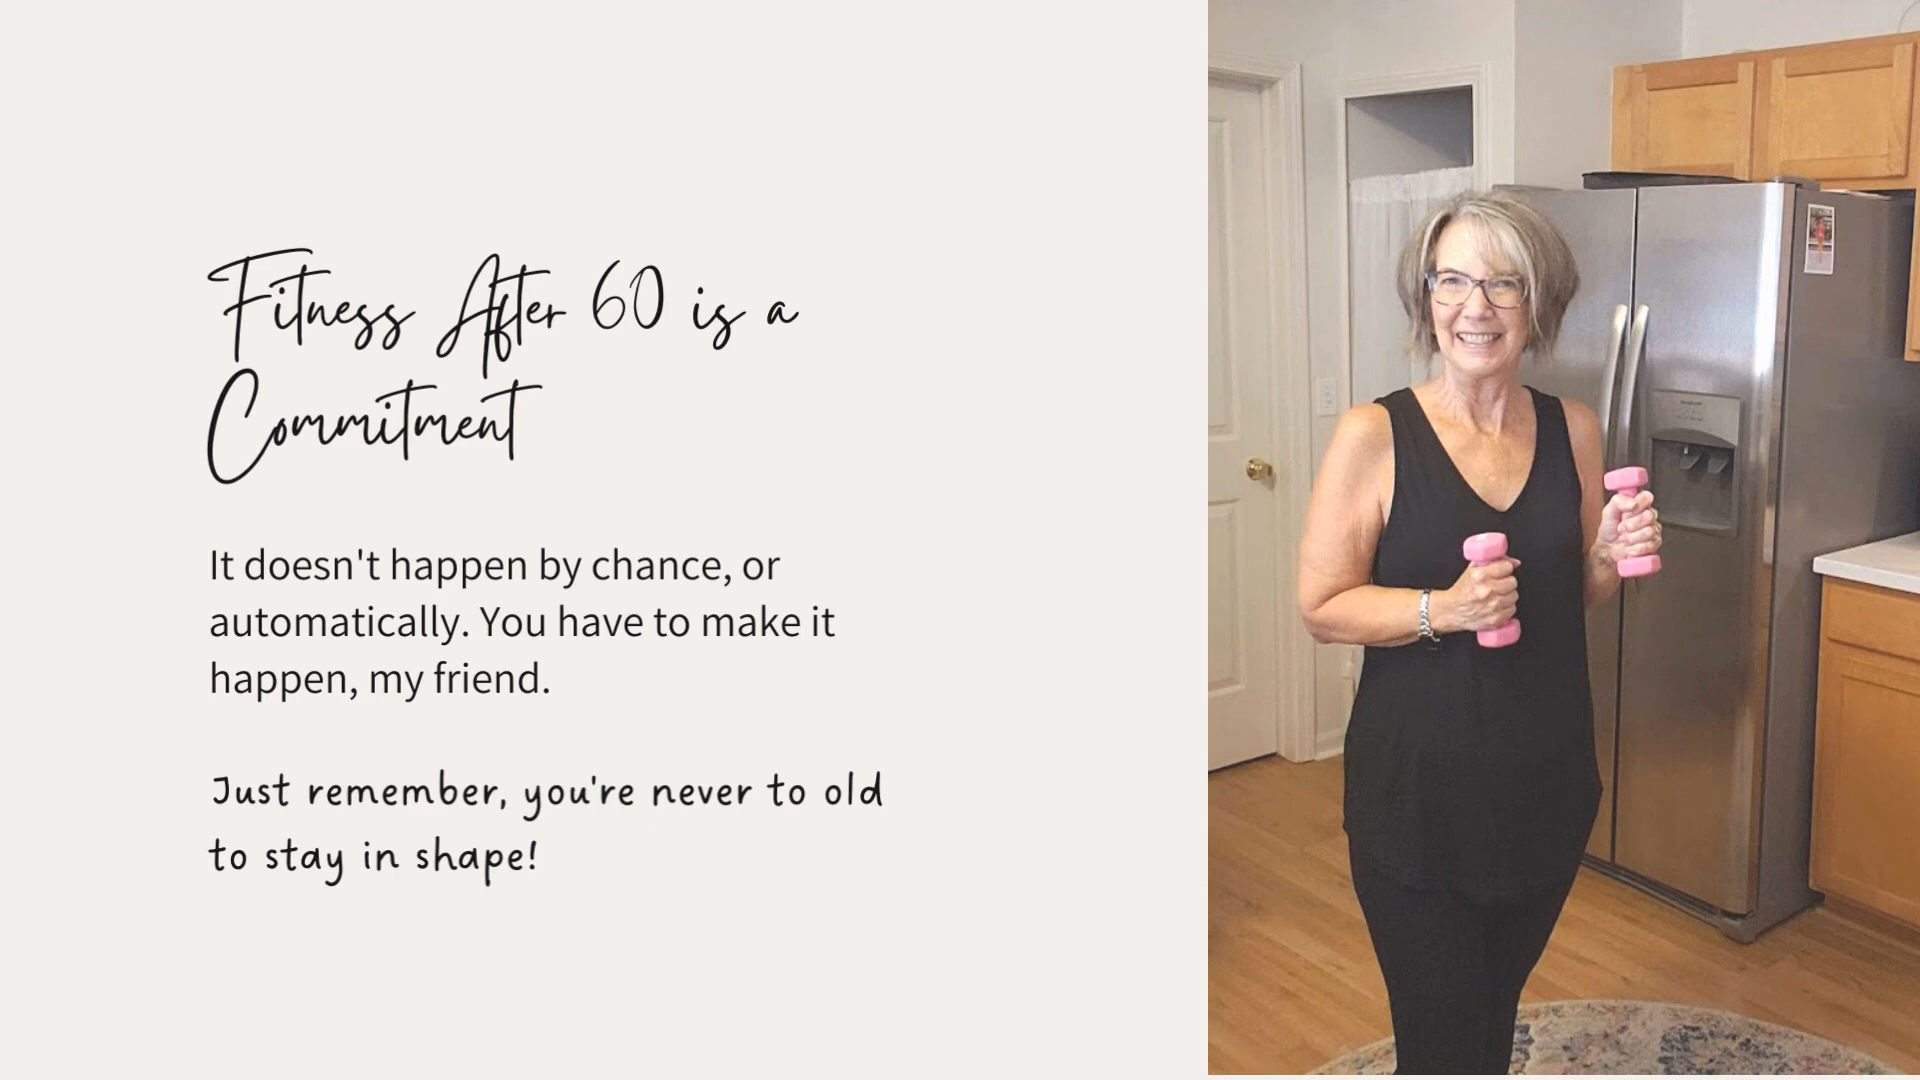 Fitness After 60 is a
Commitment
It doesn't happen by chance, or
automatically. You have to make it
happen, my friend.
Just remember, you're never to old
to stay in shape!